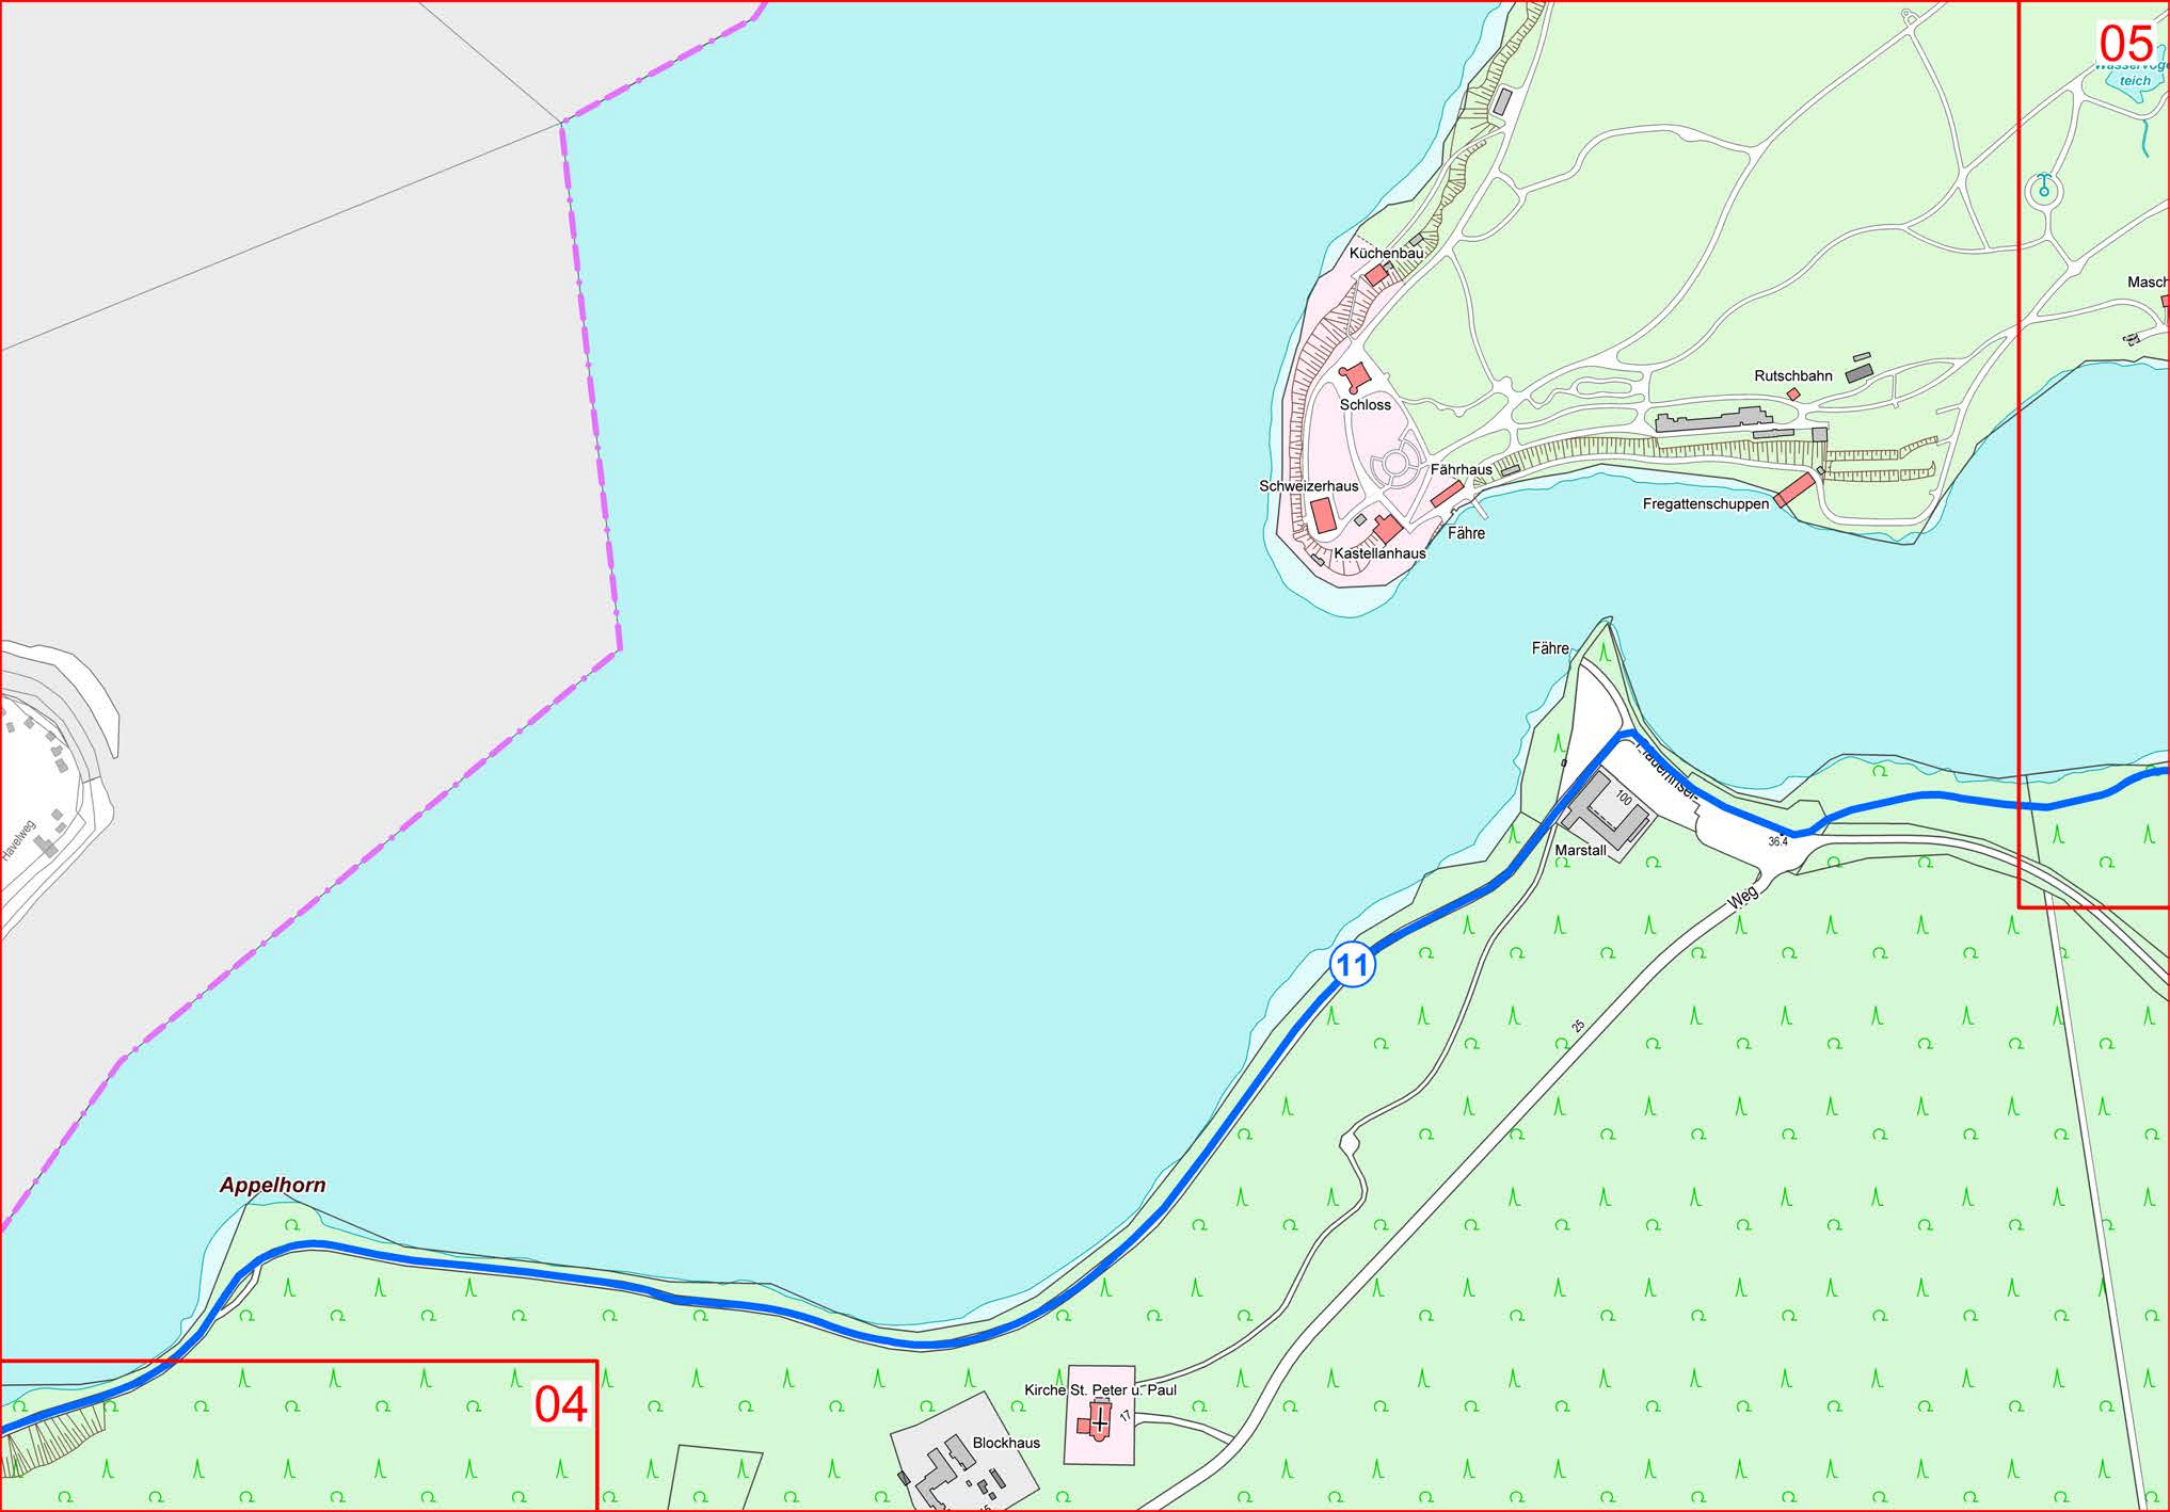 05
teich
Küchenbau
Masch
Rutschbahn
Schloss
Fährhaus
Schweizerhaus
Fregattenschuppen
Fähre
Kastellanhaus
Fähre
100
Marstall
36.4
Havelweg
Weg
11
25
Appelhorn
04
Kirche St. Peter u. Paul
17
Blockhaus